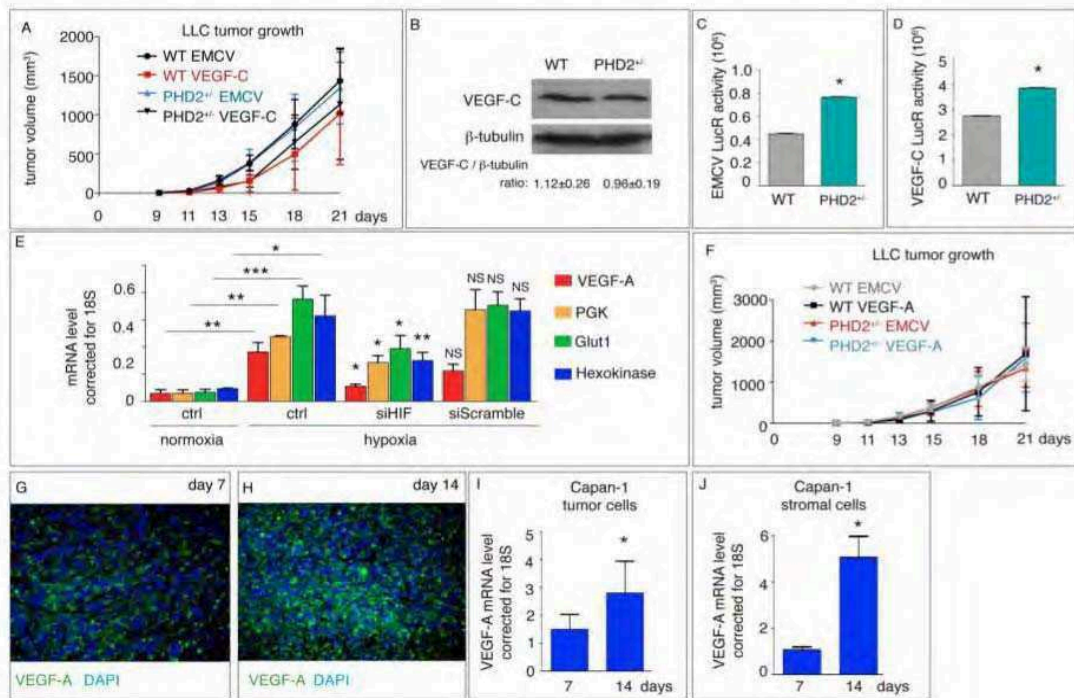 A
LLC tumor growth
tumor volume (mm³)
2000
1500
1000
500
0
WT EMCV
WT VEGF-C
PHD2⁺/⁻ EMCV
PHD2⁺/⁻ VEGF-C
0 9 11 13 15 18 21 days
B
WT PHD2⁺/⁻
VEGF-C
β-tubulin
VEGF-C / β-tubulin
ratio: 1.12±0.26 0.96±0.19
C
EMCV LucR activity (10⁶)
1.0
0.8
0.6
0.4
0.2
0
*
WT PHD2⁺/⁻
D
VEGF-C LucR activity (10⁶)
6
5
4
3
2
1
0
*
WT PHD2⁺/⁻
E
mRNA level
corrected for 18S
0.6
0.4
0.2
0
*
***
**
**
* * * **
NS NS NS NS
VEGF-A
PGK
Glut1
Hexokinase
ctrl ctrl siHIF siScramble
normoxia hypoxia
F
LLC tumor growth
tumor volume (mm³)
3000
2000
1000
0
WT EMCV
WT VEGF-A
PHD2⁺/⁻ EMCV
PHD2⁺/⁻ VEGF-A
0 9 11 13 15 18 21 days
G day 7
VEGF-A DAPI
H day 14
VEGF-A DAPI
I
Capan-1
tumor cells
VEGF-A mRNA level
corrected for 18S
5
4
3
2
1
0
*
7 14 days
J
Capan-1
stromal cells
VEGF-A mRNA level
corrected for 18S
6
4
2
0
*
7 14 days